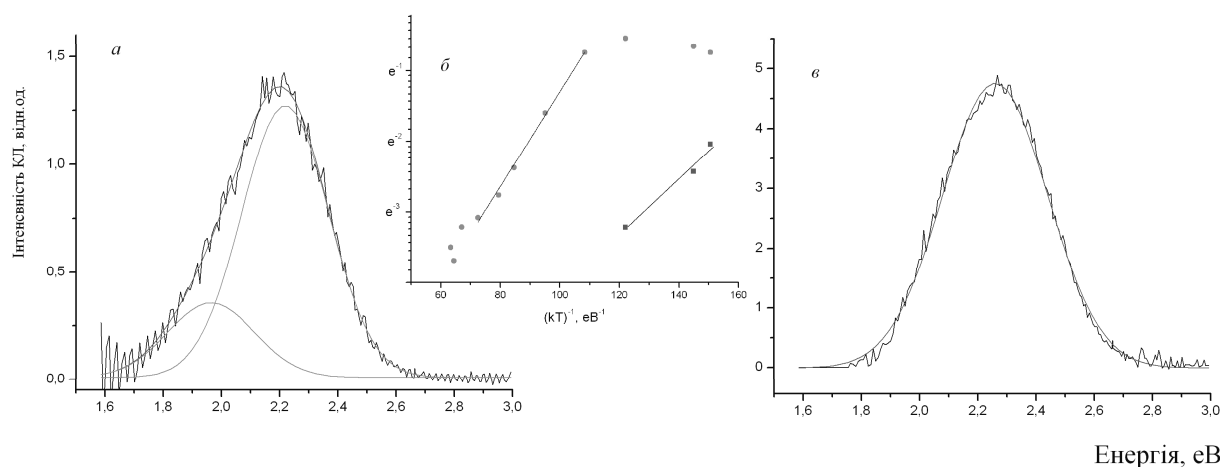 а
Інтенсвність КЛ, відн.од.
1,5
1,0
0,5
0,0
1,6 1,8 2,0 2,2 2,4 2,6 2,8 3,0
б
e⁻¹
e⁻²
e⁻³
60 80 100 120 140 160
(kT)⁻¹, eB⁻¹
в
5
4
3
2
1
0
1,6 1,8 2,0 2,2 2,4 2,6 2,8 3,0
Енергія, еВ